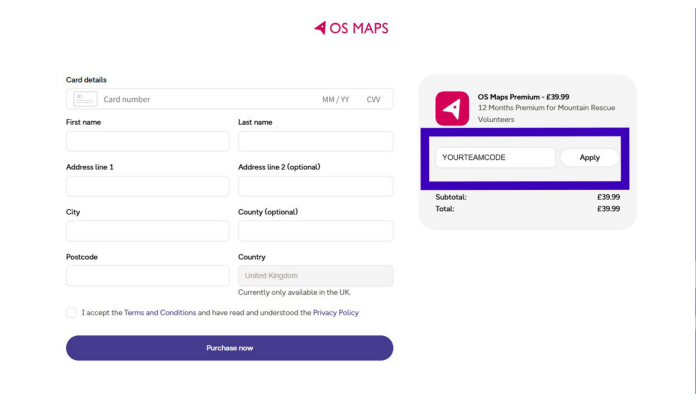 OS MAPS
Card details
Card number MM / YY CVV
First name Last name
Address line 1 Address line 2 (optional)
City County (optional)
Postcode Country
United Kingdom
Currently only available in the UK.
I accept the Terms and Conditions and have read and understood the Privacy Policy
Purchase now
OS Maps Premium - £39.99
12 Months Premium for Mountain Rescue
Volunteers
YOURTEAMCODE Apply
Subtotal: £39.99
Total: £39.99